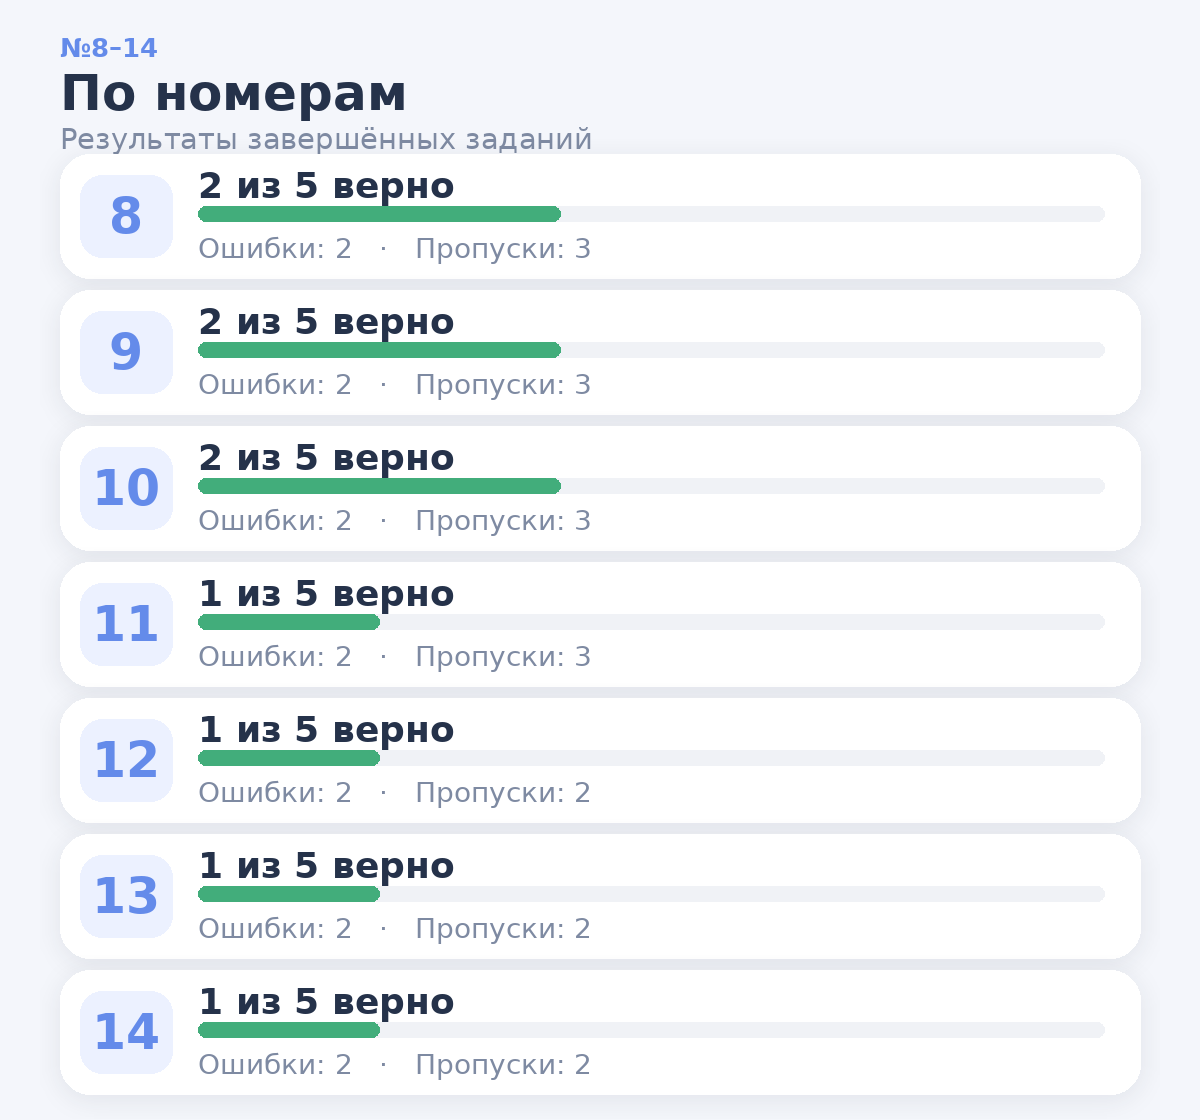 №8–14
По номерам
Результаты завершённых заданий
8
2 из 5 верно
Ошибки: 2 · Пропуски: 3
9
2 из 5 верно
Ошибки: 2 · Пропуски: 3
10
2 из 5 верно
Ошибки: 2 · Пропуски: 3
11
1 из 5 верно
Ошибки: 2 · Пропуски: 3
12
1 из 5 верно
Ошибки: 2 · Пропуски: 2
13
1 из 5 верно
Ошибки: 2 · Пропуски: 2
14
1 из 5 верно
Ошибки: 2 · Пропуски: 2